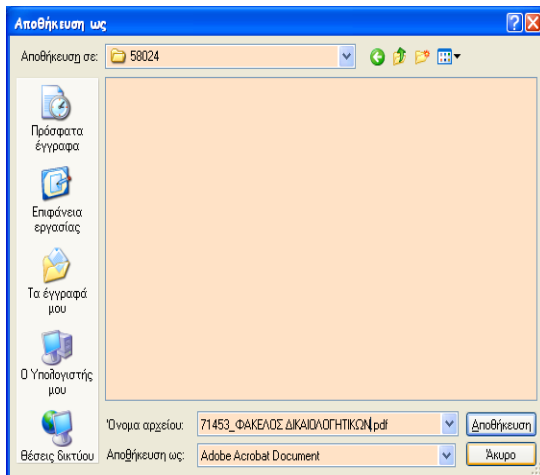 Αποθήκευση ως
Αποθήκευση σε: 58024
Πρόσφατα
έγγραφα
Επιφάνεια
εργασίας
Τα έγγραφά
μου
Ο Υπολογιστής
μου
Θέσεις δικτύου
Όνομα αρχείου: 71453_ΦΑΚΕΛΟΣ ΔΙΚΑΙΟΛΟΓΗΤΙΚΩΝ.pdf Αποθήκευση
Αποθήκευση ως: Adobe Acrobat Document Άκυρο